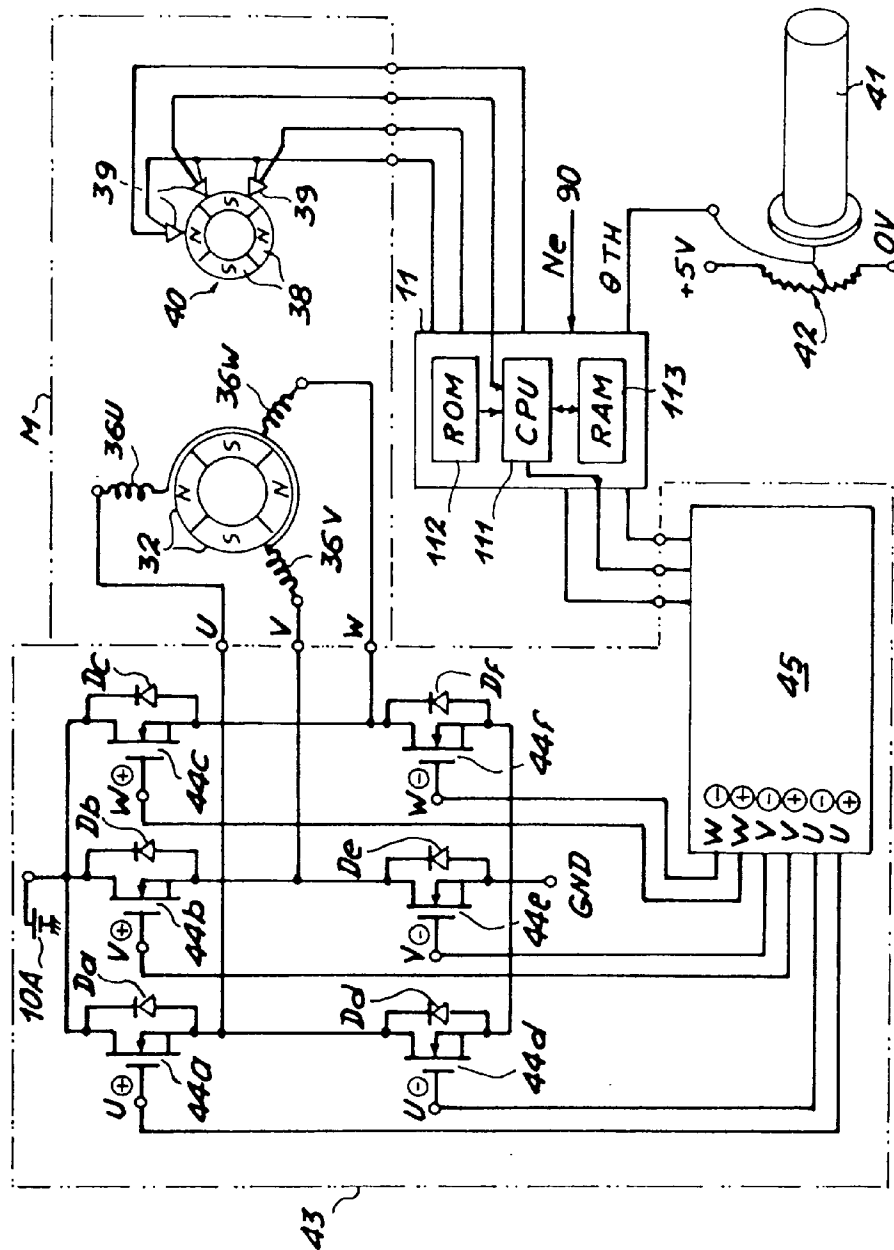 M
40
39
39
38
N
S
N
S
32
36U
36W
36V
N
S
N
S
U
V
W
11
ROM
CPU
RAM
112
111
113
Ne
90
θTH
+5V
0V
42
41
10A
Da
Db
Dc
U⊕
V⊕
W⊕
44a
44b
44c
Dd
De
Df
U⊖
V⊖
W⊖
44d
44e
44f
GND
45
W⊖
W⊕
V⊖
V⊕
U⊖
U⊕
43